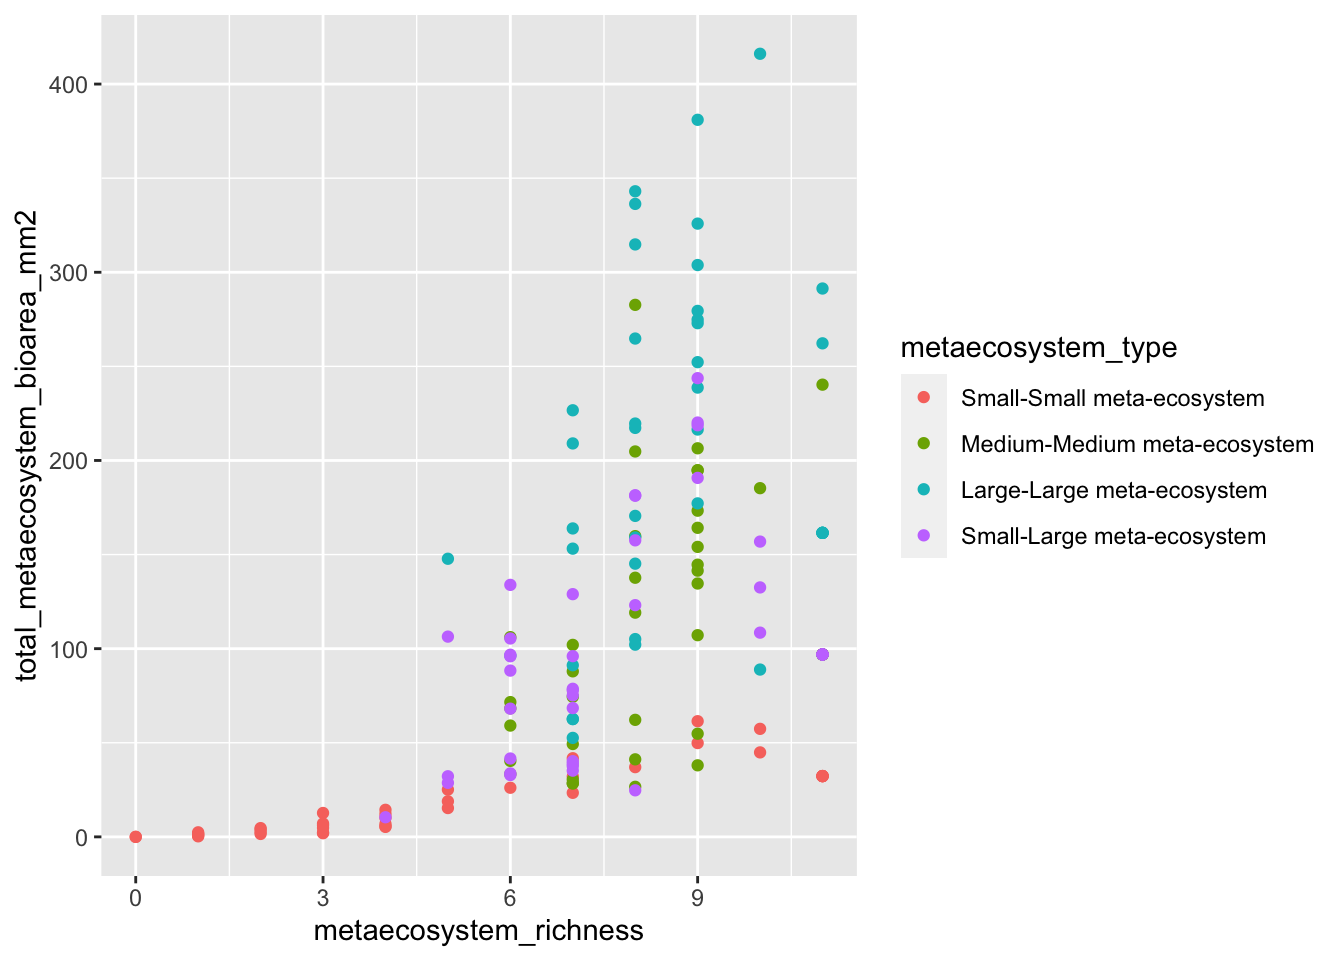 400
300
200
100
0
total_metaecosystem_bioarea_mm2
0 3 6 9
metaecosystem_richness
metaecosystem_type
Small-Small meta-ecosystem
Medium-Medium meta-ecosystem
Large-Large meta-ecosystem
Small-Large meta-ecosystem